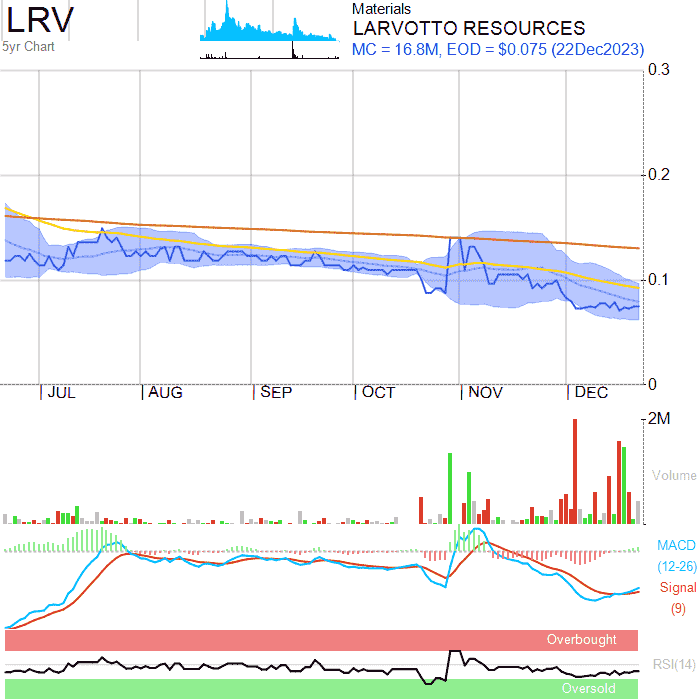 LRV
5yr Chart
Materials
LARVOTTO RESOURCES
MC = 16.8M, EOD = $0.075 (22Dec2023)
0.3
0.2
0.1
0
JUL
AUG
SEP
OCT
NOV
DEC
2M
Volume
MACD
(12-26)
Signal
(9)
Overbought
RSI(14)
Oversold